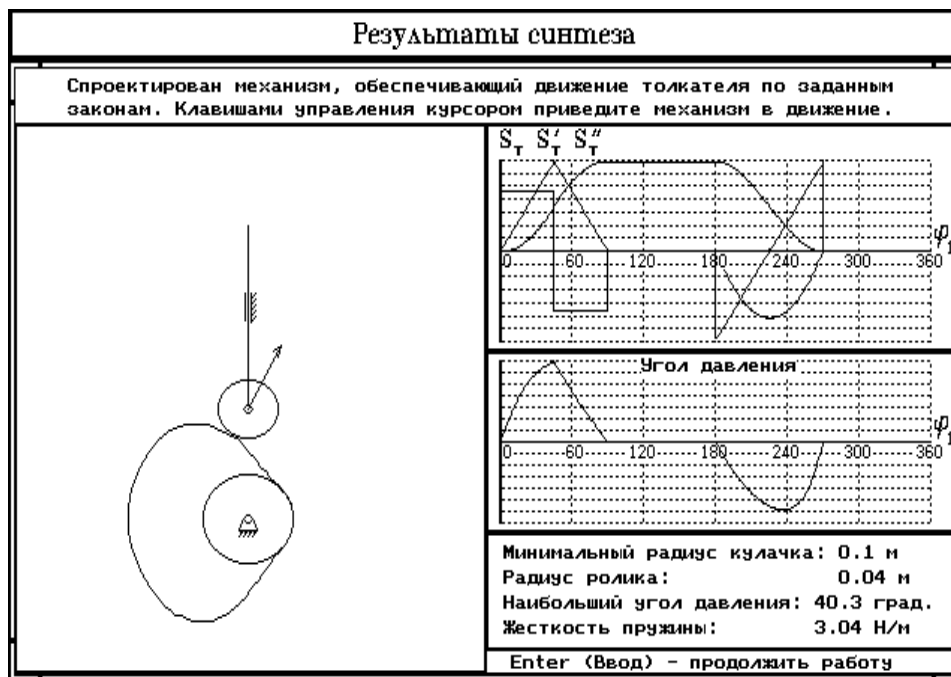 Результаты синтеза
Спроектирован механизм, обеспечивающий движение толкателя по заданным
законам. Клавишами управления курсором приведите механизм в движение.
Sт Sт′ Sт″
φ1
0 60 120 180 240 300 360
Угол давления
φ1
0 60 120 180 240 300 360
Минимальный радиус кулачка: 0.1 м
Радиус ролика: 0.04 м
Наибольший угол давления: 40.3 град.
Жесткость пружины: 3.04 Н/м
Enter (Ввод) - продолжить работу